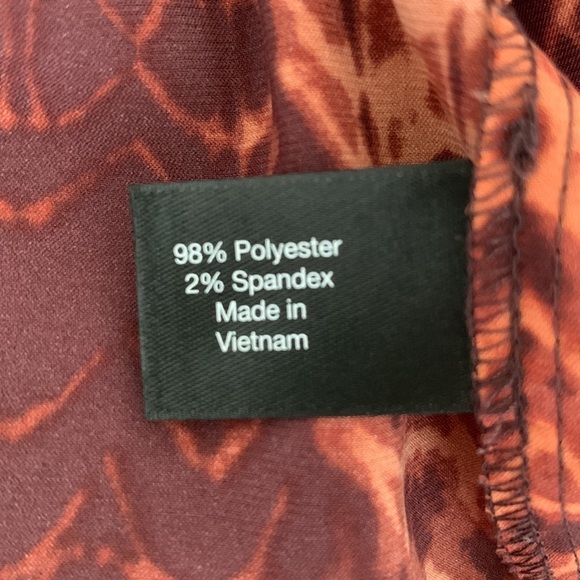 98% Polyester
2% Spandex
Made in
Vietnam